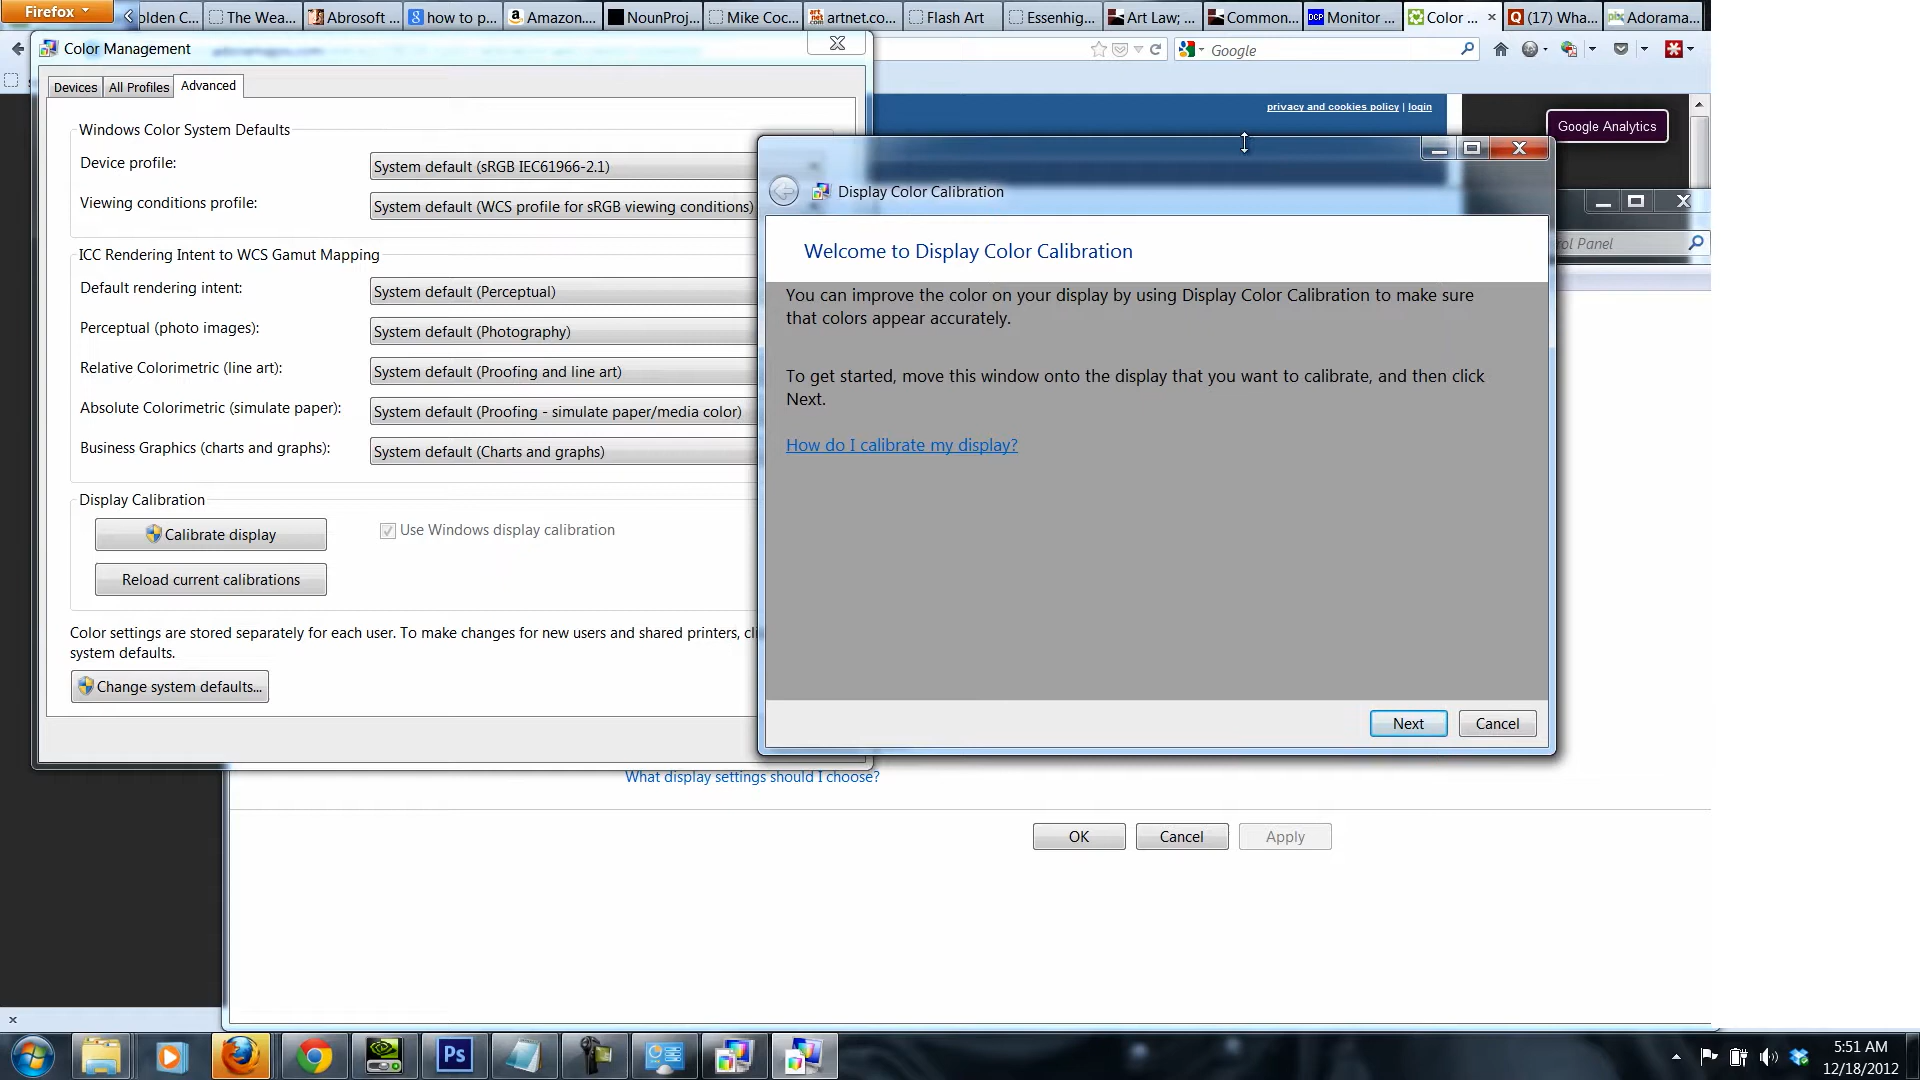 Firefox
olden C...
The Wea...
Abrosoft ...
how to p...
Amazon....
NounProj...
Mike Coc...
artnet.co...
Flash Art
Essenhig...
Art Law; ...
Common...
Monitor ...
Color ...
(17) Wha...
Adorama...
Color Management
Google
Devices
All Profiles
Advanced
privacy and cookies policy | login
Google Analytics
Windows Color System Defaults
Device profile:
System default (sRGB IEC61966-2.1)
Viewing conditions profile:
System default (WCS profile for sRGB viewing conditions)
ICC Rendering Intent to WCS Gamut Mapping
Default rendering intent:
System default (Perceptual)
Perceptual (photo images):
System default (Photography)
Relative Colorimetric (line art):
System default (Proofing and line art)
Absolute Colorimetric (simulate paper):
System default (Proofing - simulate paper/media color)
Business Graphics (charts and graphs):
System default (Charts and graphs)
Display Calibration
Calibrate display
Use Windows display calibration
Reload current calibrations
Color settings are stored separately for each user. To make changes for new users and shared printers, cli
system defaults.
Change system defaults...
Display Color Calibration
rol Panel
Welcome to Display Color Calibration
You can improve the color on your display by using Display Color Calibration to make sure
that colors appear accurately.
To get started, move this window onto the display that you want to calibrate, and then click
Next.
How do I calibrate my display?
Next
Cancel
What display settings should I choose?
OK
Cancel
Apply
Ps
5:51 AM
12/18/2012